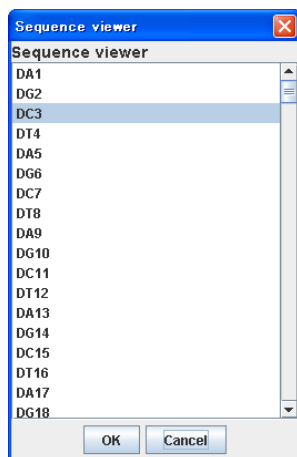 Sequence viewer
Sequence viewer
DA1
DG2
DC3
DT4
DA5
DG6
DC7
DT8
DA9
DG10
DC11
DT12
DA13
DG14
DC15
DT16
DA17
DG18
OK Cancel